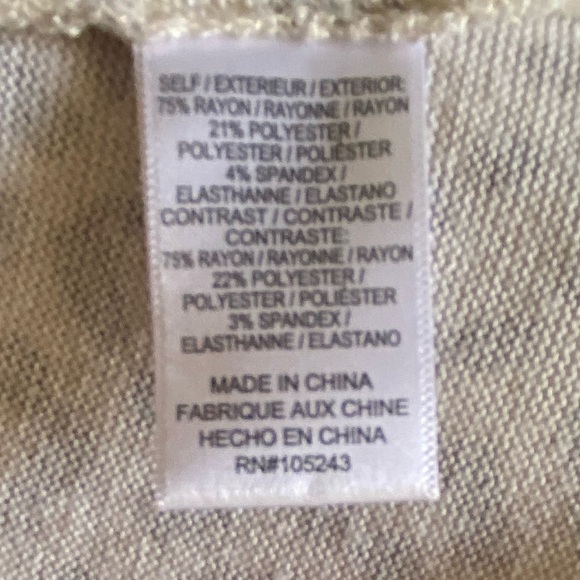 SELF / EXTERIEUR / EXTERIOR:
75% RAYON / RAYONNE / RAYON
21% POLYESTER /
POLYESTER / POLIÉSTER
4% SPANDEX /
ELASTHANNE / ELASTANO
CONTRAST / CONTRASTE /
CONTRASTE:
75% RAYON / RAYONNE / RAYON
22% POLYESTER /
POLYESTER / POLIÉSTER
3% SPANDEX /
ELASTHANNE / ELASTANO
MADE IN CHINA
FABRIQUE AUX CHINE
HECHO EN CHINA
RN#105243